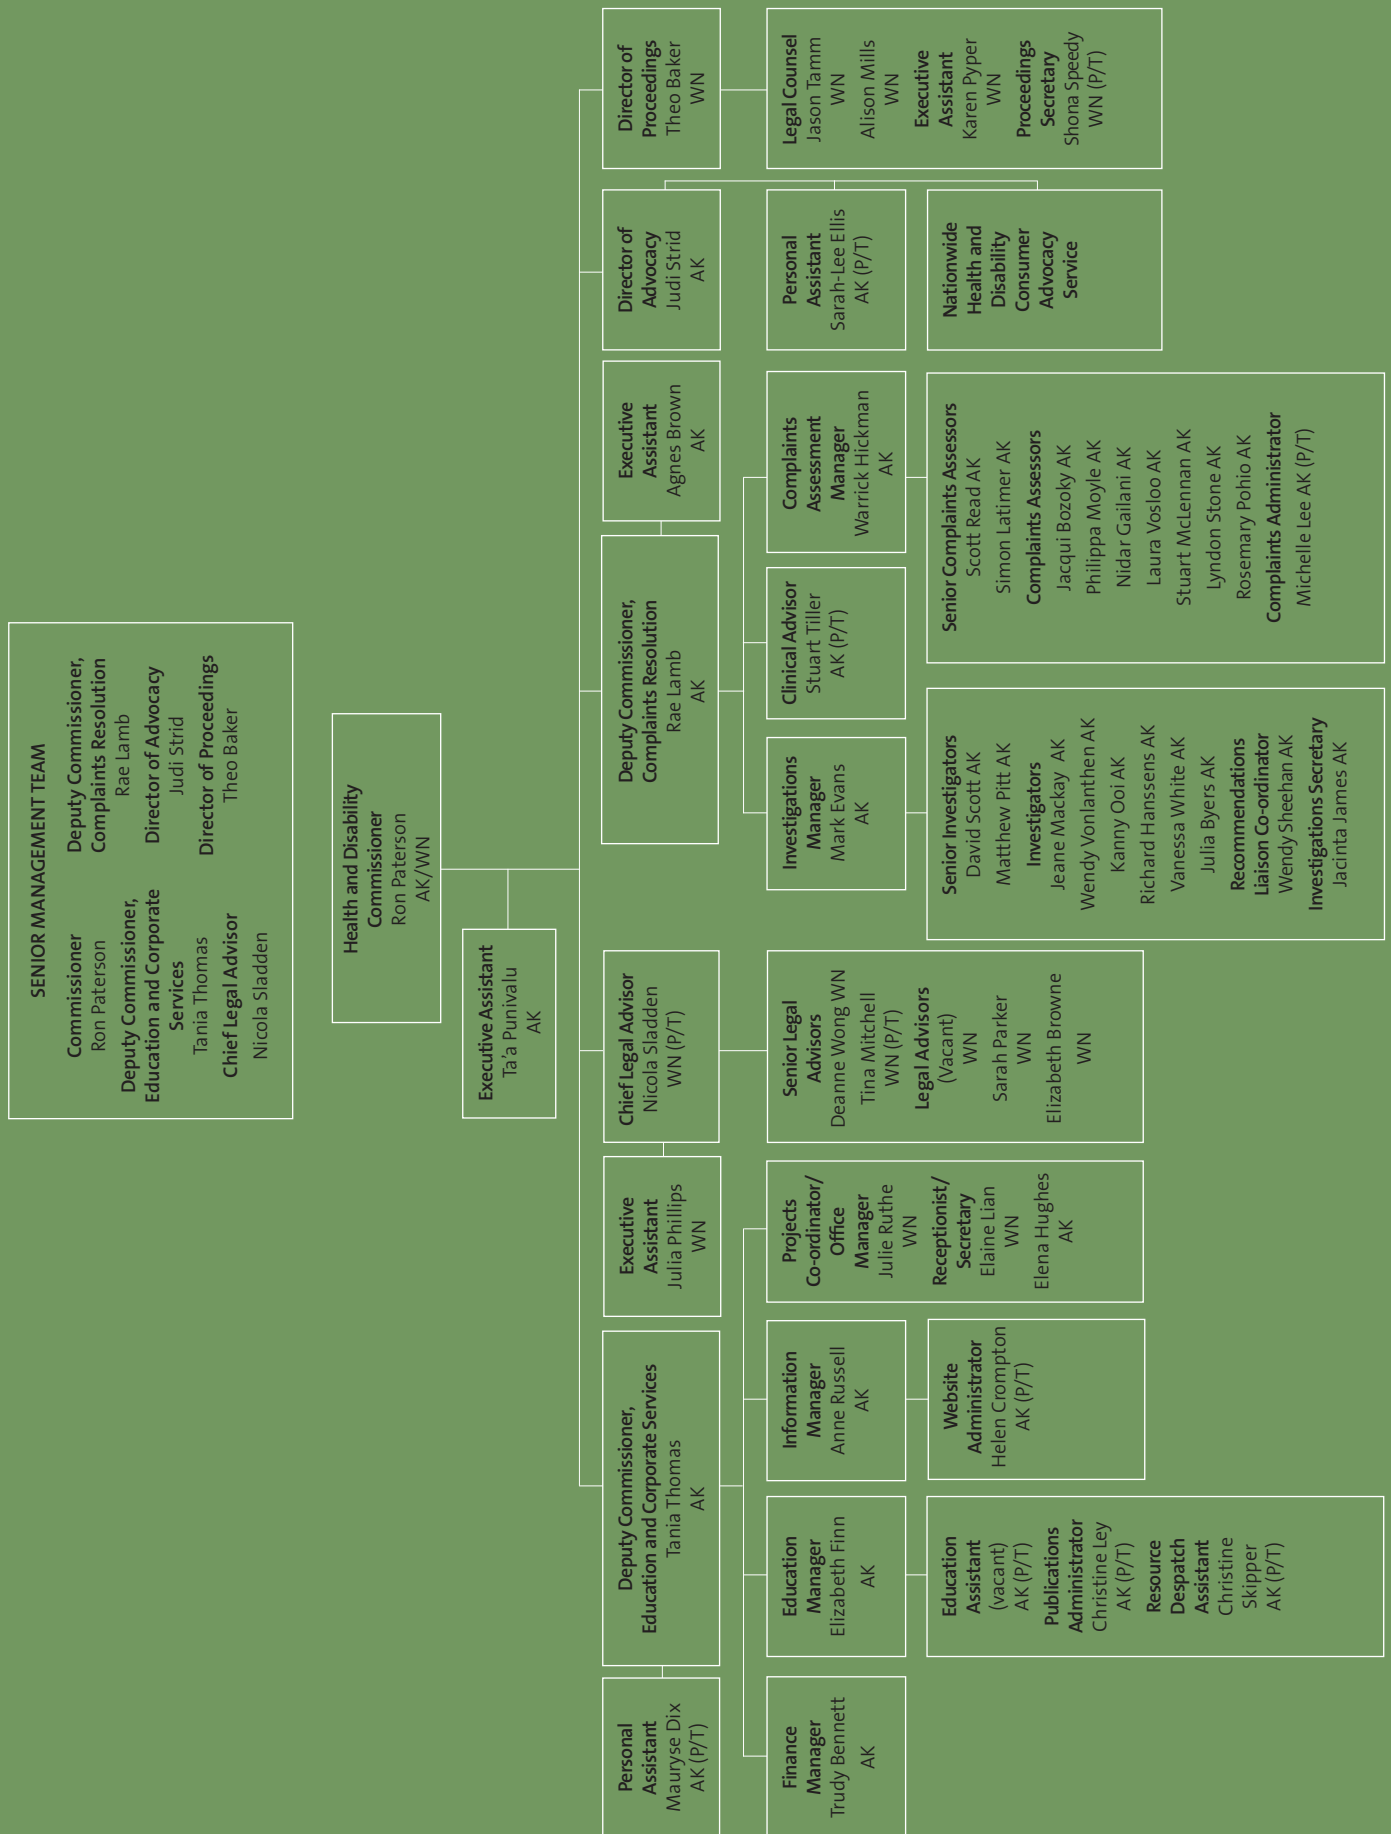 SENIOR MANAGEMENT TEAM
Commissioner
Ron Paterson
Deputy Commissioner,
Education and Corporate
Services
Tania Thomas
Chief Legal Advisor
Nicola Sladden
Deputy Commissioner,
Complaints Resolution
Rae Lamb
Director of Advocacy
Judi Strid
Director of Proceedings
Theo Baker
Health and Disability
Commissioner
Ron Paterson
AK/WN
Executive Assistant
Ta'a Punivalu
AK
Personal
Assistant
Mauryse Dix
AK (P/T)
Deputy Commissioner,
Education and Corporate Services
Tania Thomas
AK
Executive
Assistant
Julia Phillips
WN
Chief Legal Advisor
Nicola Sladden
WN (P/T)
Deputy Commissioner,
Complaints Resolution
Rae Lamb
AK
Executive
Assistant
Agnes Brown
AK
Director of
Advocacy
Judi Strid
AK
Director of
Proceedings
Theo Baker
WN
Finance
Manager
Trudy Bennett
AK
Education
Manager
Elizabeth Finn
AK
Information
Manager
Anne Russell
AK
Projects
Co-ordinator/
Office
Manager
Julie Ruthe
WN
Receptionist/
Secretary
Elaine Lian
WN
Elena Hughes
AK
Senior Legal
Advisors
Deanne Wong WN
Tina Mitchell
WN (P/T)
Legal Advisors
(Vacant)
WN
Sarah Parker
WN
Elizabeth Browne
WN
Investigations
Manager
Mark Evans
AK
Clinical Advisor
Stuart Tiller
AK (P/T)
Complaints
Assessment
Manager
Warrick Hickman
AK
Personal
Assistant
Sarah-Lee Ellis
AK (P/T)
Legal Counsel
Jason Tamm
WN
Alison Mills
WN
Executive
Assistant
Karen Pyper
WN
Proceedings
Secretary
Shona Speedy
WN (P/T)
Education
Assistant
(vacant)
AK (P/T)
Publications
Administrator
Christine Ley
AK (P/T)
Resource
Despatch
Assistant
Christine
Skipper
AK (P/T)
Website
Administrator
Helen Crompton
AK (P/T)
Senior Investigators
David Scott AK
Matthew Pitt AK
Investigators
Jeane Mackay AK
Wendy Vonlanthen AK
Kanny Ooi AK
Richard Hanssens AK
Vanessa White AK
Julia Byers AK
Recommendations
Liaison Co-ordinator
Wendy Sheehan AK
Investigations Secretary
Jacinta James AK
Senior Complaints Assessors
Scott Read AK
Simon Latimer AK
Complaints Assessors
Jacqui Bozoky AK
Philippa Moyle AK
Nidar Gailani AK
Laura Vosloo AK
Stuart McLennan AK
Lyndon Stone AK
Rosemary Pohio AK
Complaints Administrator
Michelle Lee AK (P/T)
Nationwide
Health and
Disability
Consumer
Advocacy
Service